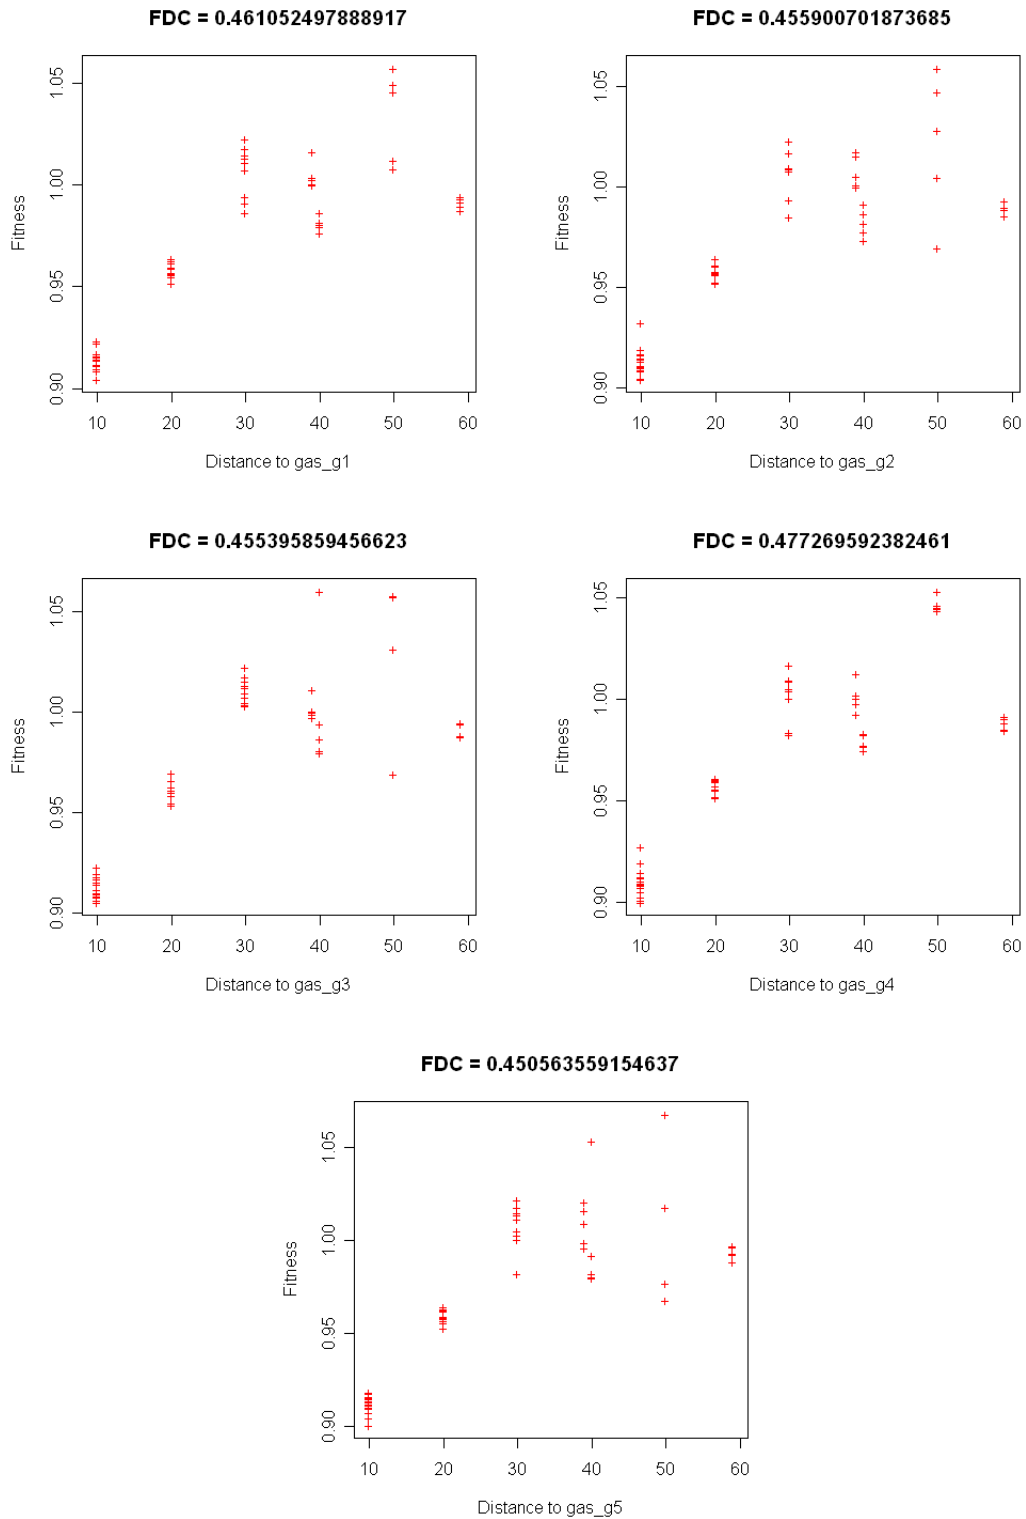 FDC = 0.461052497888917
FDC = 0.455900701873685
Fitness
0.90 0.95 1.00 1.05
10 20 30 40 50 60
Distance to gas_g1
Fitness
0.90 0.95 1.00 1.05
10 20 30 40 50 60
Distance to gas_g2
FDC = 0.455395859456623
FDC = 0.477269592382461
Fitness
0.90 0.95 1.00 1.05
10 20 30 40 50 60
Distance to gas_g3
Fitness
0.90 0.95 1.00 1.05
10 20 30 40 50 60
Distance to gas_g4
FDC = 0.450563559154637
Fitness
0.90 0.95 1.00 1.05
10 20 30 40 50 60
Distance to gas_g5